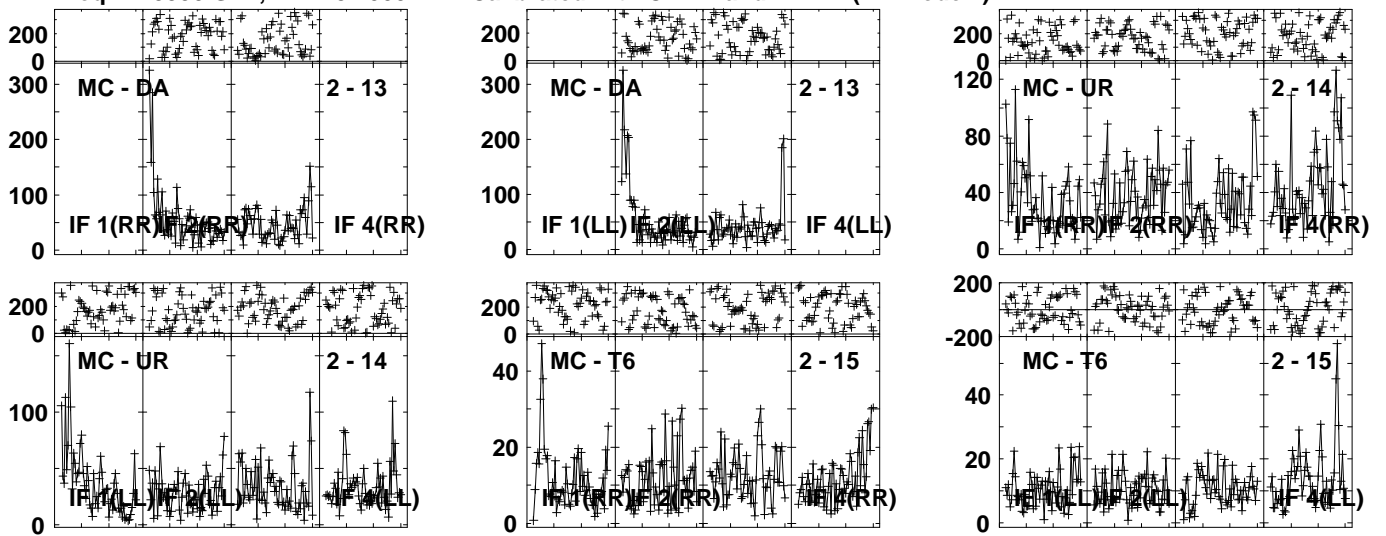 200
0
300
200
100
0
MC - DA
2 - 13
IF 1(RR)
IF 2(RR)
IF 4(RR)
200
0
300
200
100
0
MC - DA
2 - 13
IF 1(LL)
IF 2(LL)
IF 4(LL)
200
0
120
80
40
0
MC - UR
2 - 14
IF 1(RR)
IF 2(RR)
IF 4(RR)
200
0
100
0
MC - UR
2 - 14
IF 1(LL)
IF 2(LL)
IF 4(LL)
200
0
40
20
0
MC - T6
2 - 15
IF 1(RR)
IF 2(RR)
IF 4(RR)
200
-200
40
20
0
MC - T6
2 - 15
IF 1(LL)
IF 2(LL)
IF 4(LL)